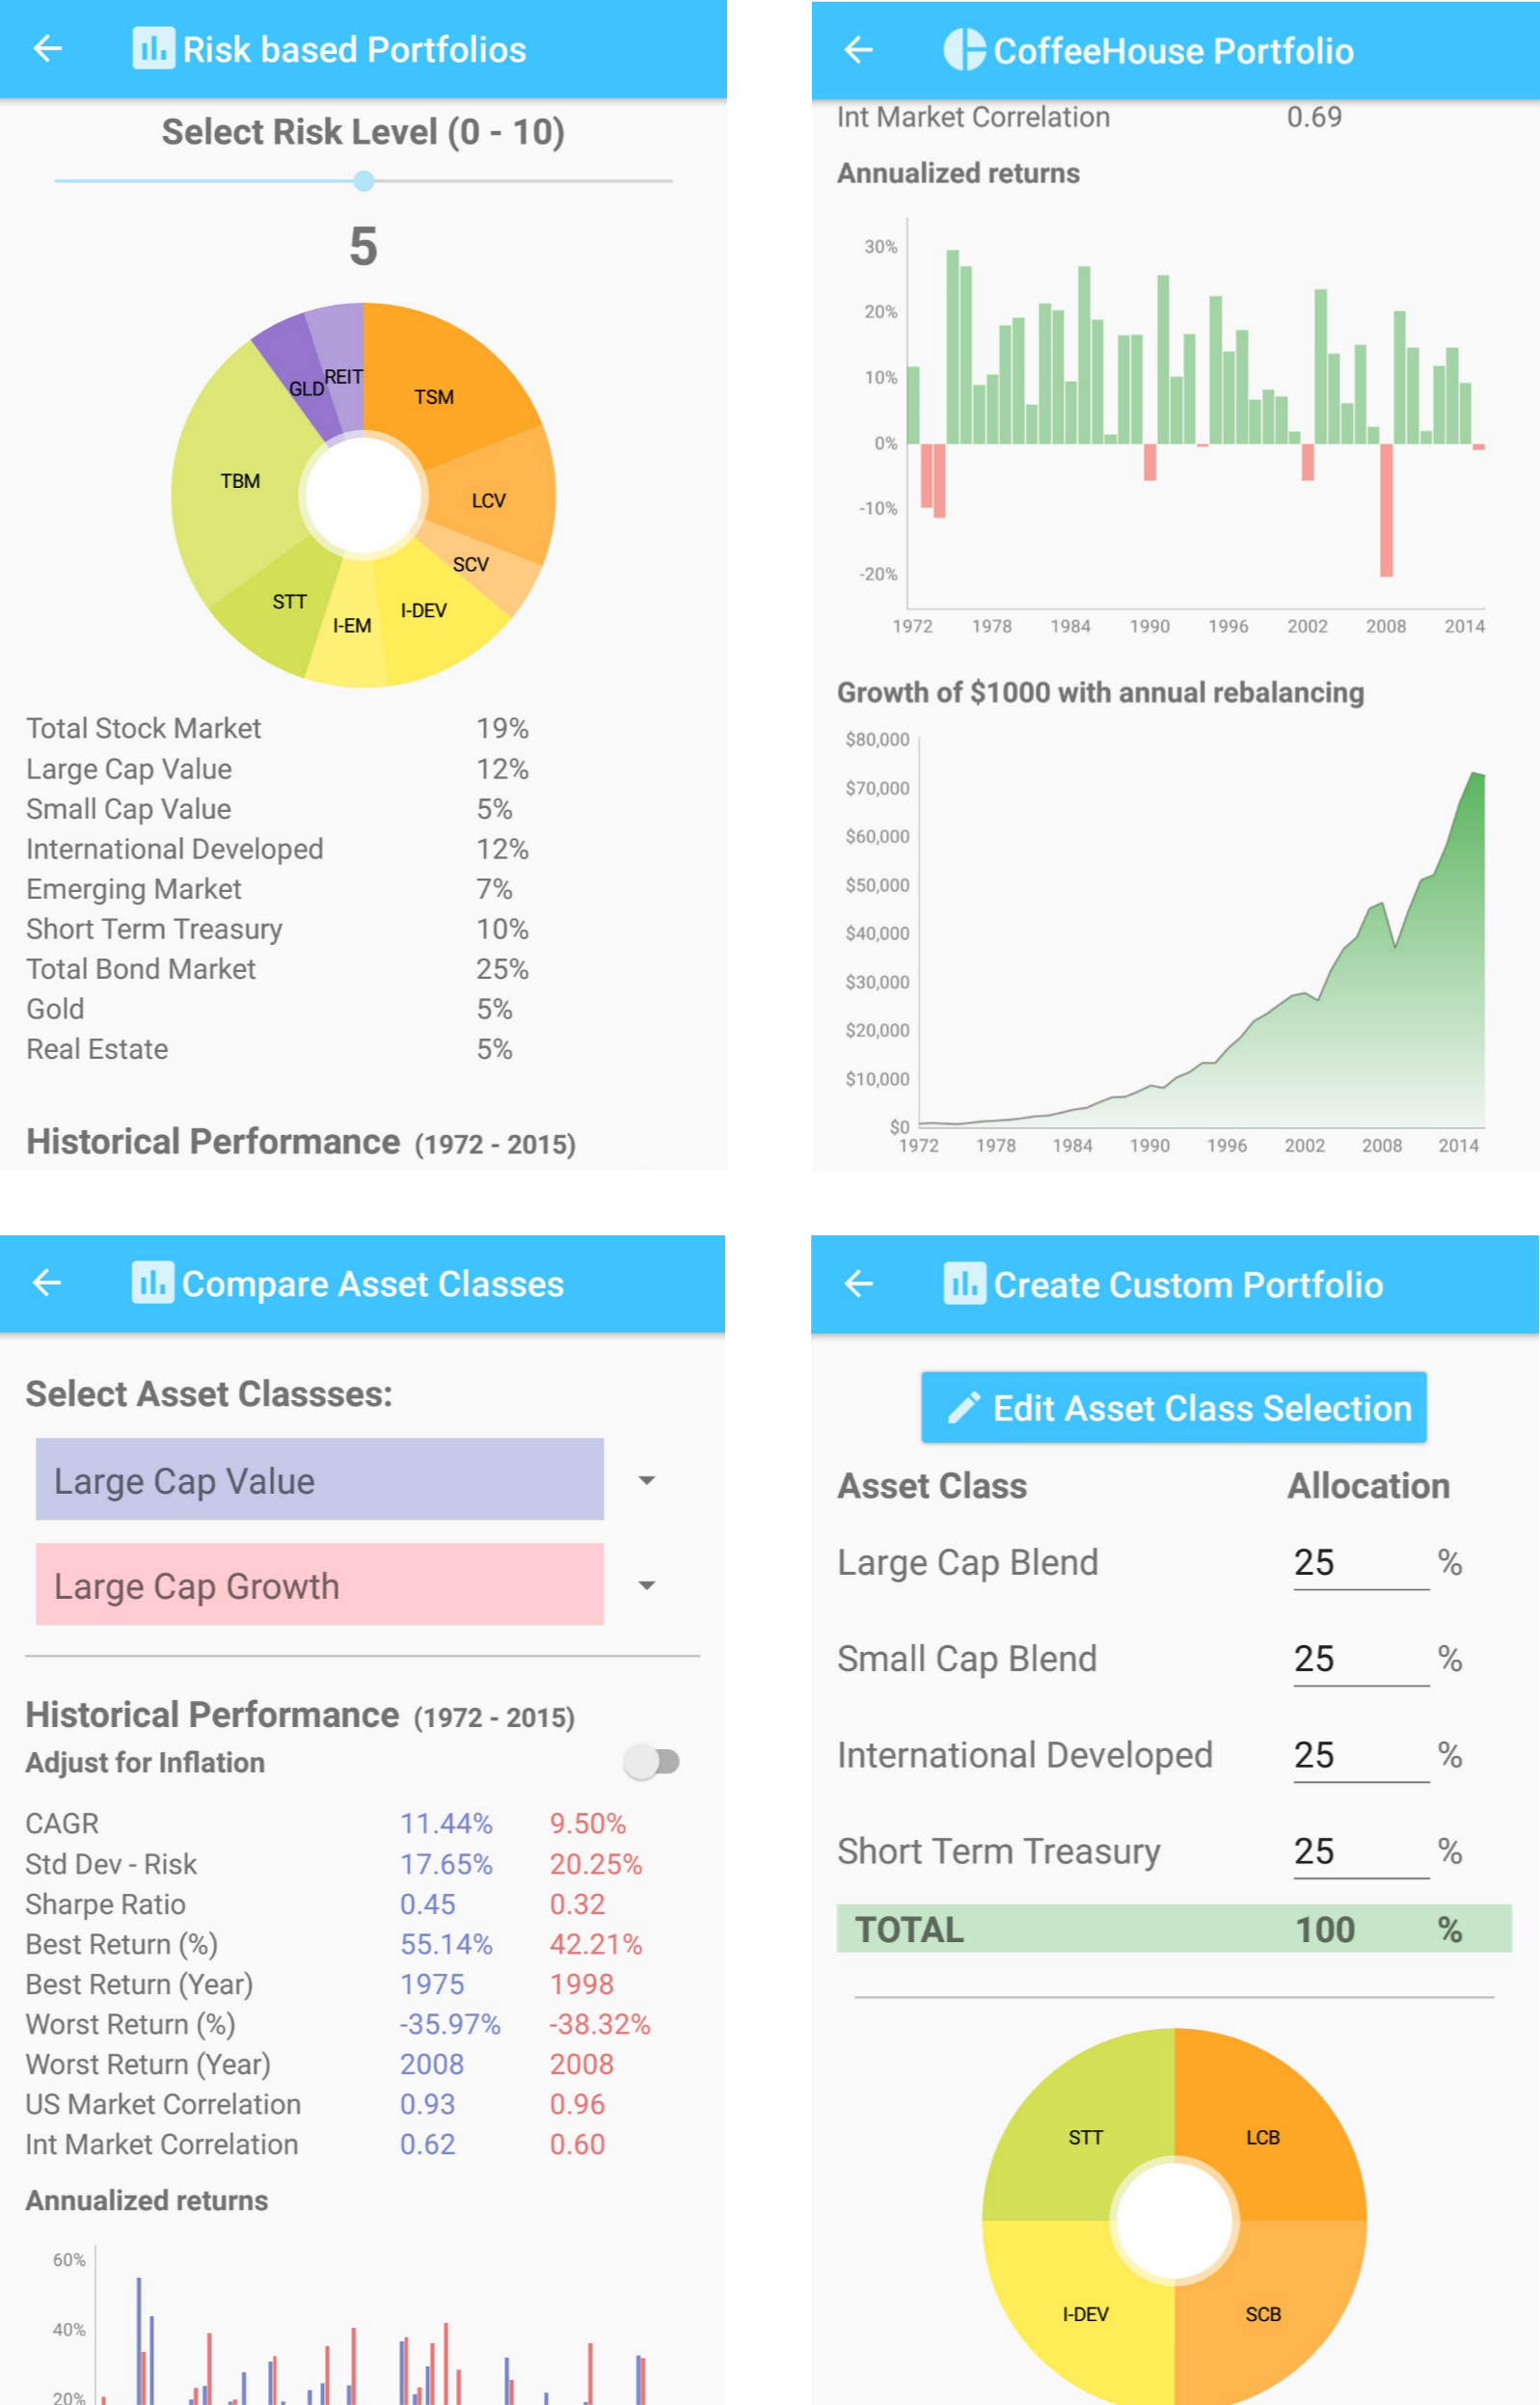 Risk based Portfolios
Select Risk Level (0 - 10)
5
GLD
REIT
TSM
TBM
LCV
SCV
STT
I-EM
I-DEV
Total Stock Market 19%
Large Cap Value 12%
Small Cap Value 5%
International Developed 12%
Emerging Market 7%
Short Term Treasury 10%
Total Bond Market 25%
Gold 5%
Real Estate 5%
Historical Performance (1972 - 2015)
CoffeeHouse Portfolio
Int Market Correlation 0.69
Annualized returns
30%
20%
10%
0%
-10%
-20%
1972 1978 1984 1990 1996 2002 2008 2014
Growth of $1000 with annual rebalancing
$80,000
$70,000
$60,000
$50,000
$40,000
$30,000
$20,000
$10,000
$0
1972 1978 1984 1990 1996 2002 2008 2014
Compare Asset Classes
Select Asset Classses:
Large Cap Value
Large Cap Growth
Historical Performance (1972 - 2015)
Adjust for Inflation
CAGR 11.44% 9.50%
Std Dev - Risk 17.65% 20.25%
Sharpe Ratio 0.45 0.32
Best Return (%) 55.14% 42.21%
Best Return (Year) 1975 1998
Worst Return (%) -35.97% -38.32%
Worst Return (Year) 2008 2008
US Market Correlation 0.93 0.96
Int Market Correlation 0.62 0.60
Annualized returns
60%
40%
20%
Create Custom Portfolio
Edit Asset Class Selection
Asset Class Allocation
Large Cap Blend 25 %
Small Cap Blend 25 %
International Developed 25 %
Short Term Treasury 25 %
TOTAL 100 %
STT
LCB
I-DEV
SCB